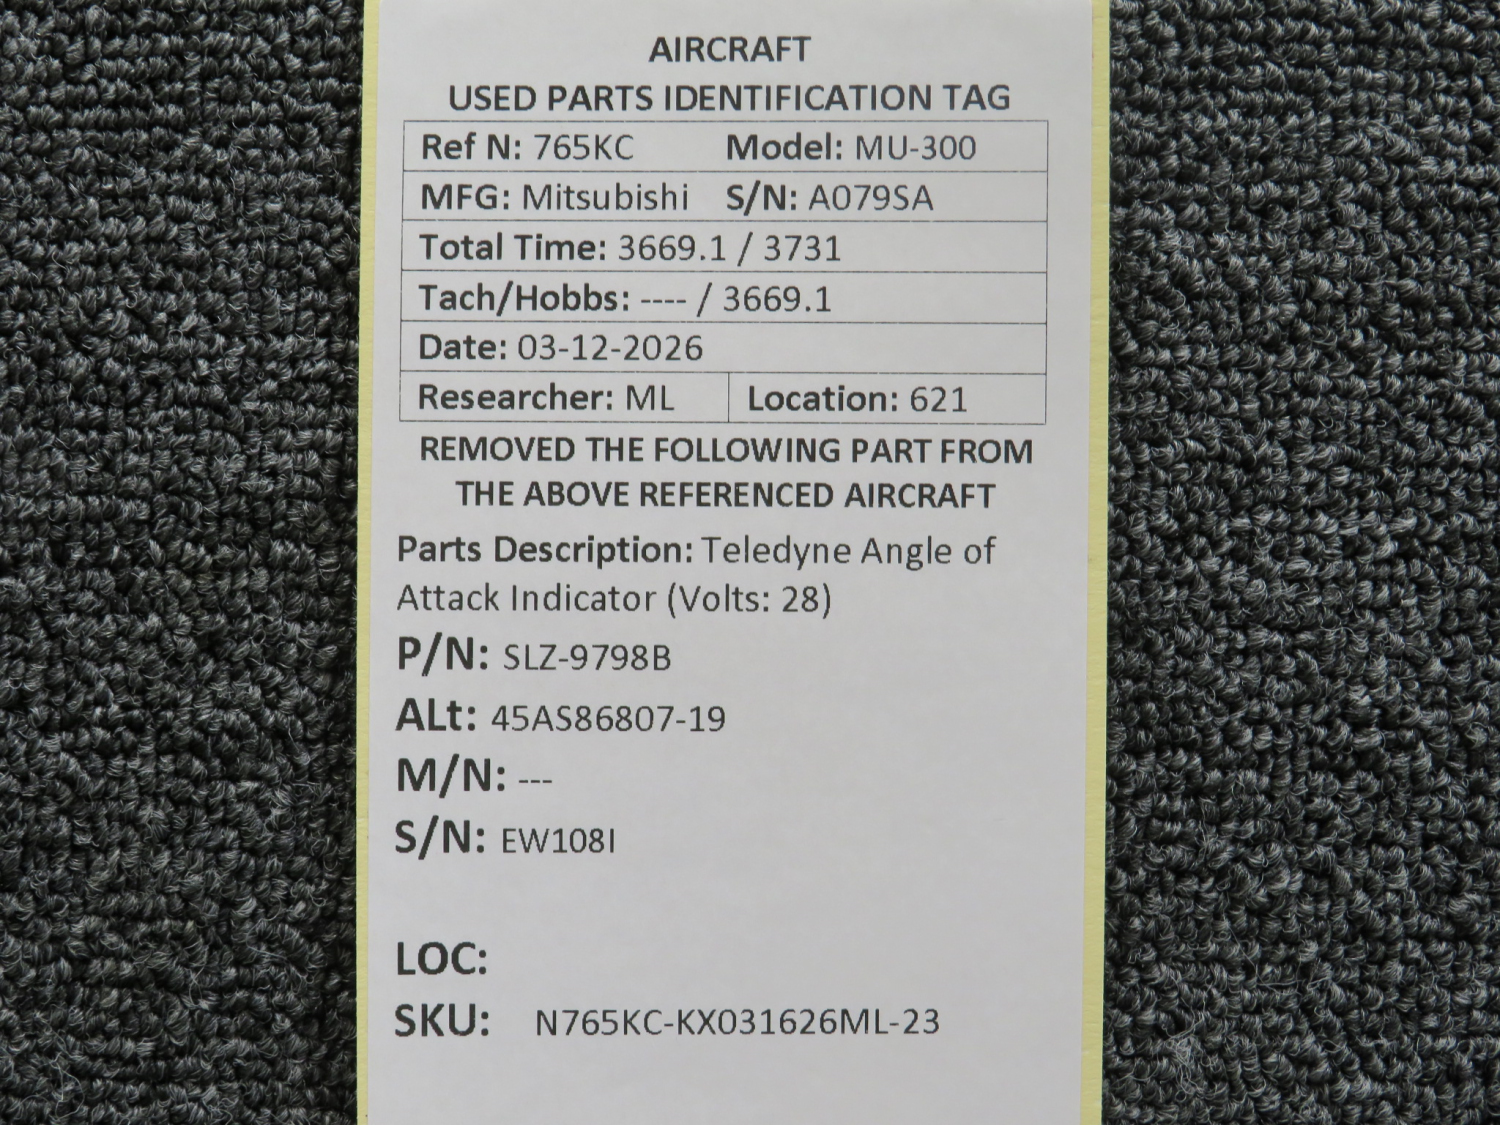 AIRCRAFT
USED PARTS IDENTIFICATION TAG
Ref N: 765KC Model: MU-300
MFG: Mitsubishi S/N: A079SA
Total Time: 3669.1 / 3731
Tach/Hobbs: ---- / 3669.1
Date: 03-12-2026
Researcher: ML Location: 621
REMOVED THE FOLLOWING PART FROM
THE ABOVE REFERENCED AIRCRAFT
Parts Description: Teledyne Angle of
Attack Indicator (Volts: 28)
P/N: SLZ-9798B
ALt: 45AS86807-19
M/N: ---
S/N: EW108I
LOC:
SKU: N765KC-KX031626ML-23